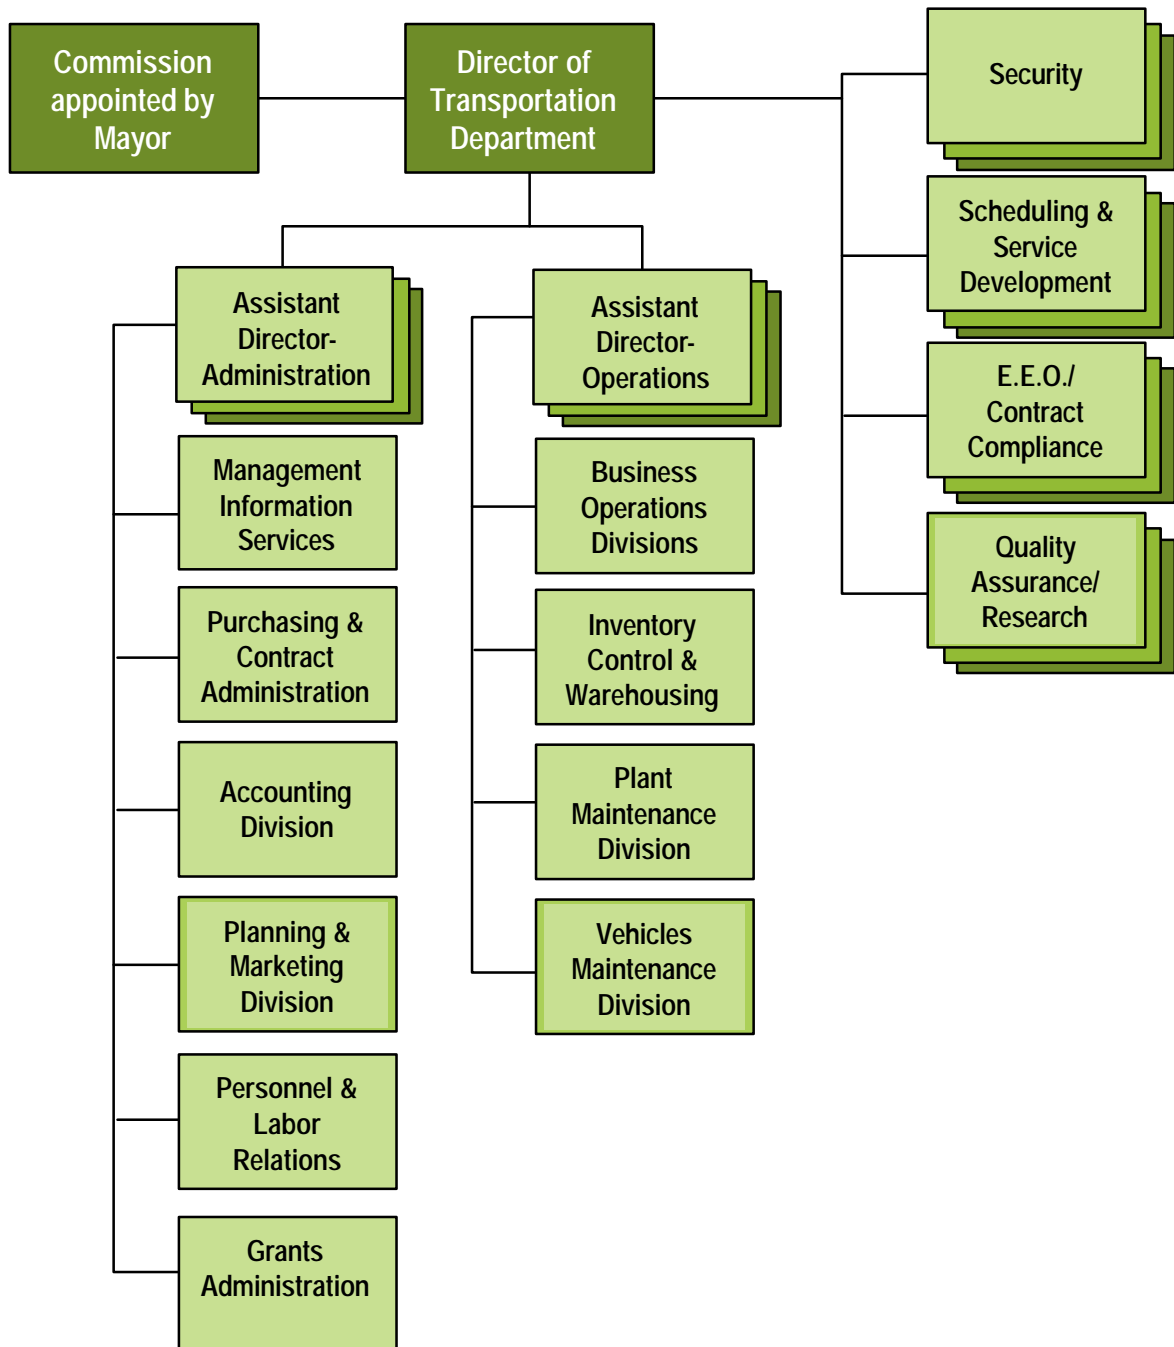 Commission
appointed by
Mayor
Director of
Transportation
Department
Security
Scheduling &
Service
Development
E.E.O./
Contract
Compliance
Quality
Assurance/
Research
Assistant
Director-
Administration
Management
Information
Services
Purchasing &
Contract
Administration
Accounting
Division
Planning &
Marketing
Division
Personnel &
Labor
Relations
Grants
Administration
Assistant
Director-
Operations
Business
Operations
Divisions
Inventory
Control &
Warehousing
Plant
Maintenance
Division
Vehicles
Maintenance
Division